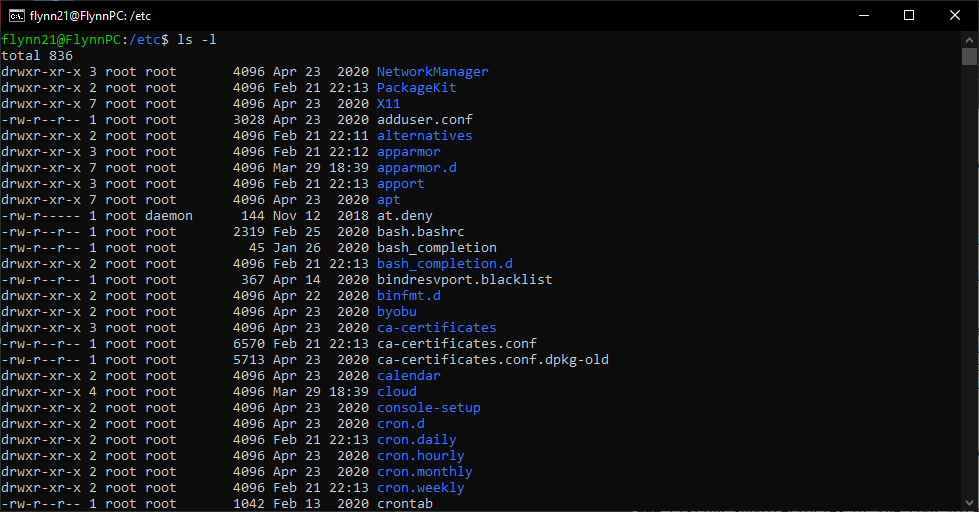 flynn21@FlynnPC: /etc
flynn21@FlynnPC:/etc$ ls -l
total 836
drwxr-xr-x 3 root root       4096 Apr 23  2020 NetworkManager
drwxr-xr-x 2 root root       4096 Feb 21 22:13 PackageKit
drwxr-xr-x 7 root root       4096 Apr 23  2020 X11
-rw-r--r-- 1 root root       3028 Apr 23  2020 adduser.conf
drwxr-xr-x 2 root root       4096 Feb 21 22:11 alternatives
drwxr-xr-x 3 root root       4096 Feb 21 22:12 apparmor
drwxr-xr-x 7 root root       4096 Mar 29 18:39 apparmor.d
drwxr-xr-x 3 root root       4096 Feb 21 22:13 apport
drwxr-xr-x 7 root root       4096 Apr 23  2020 apt
-rw-r----- 1 root daemon      144 Nov 12  2018 at.deny
-rw-r--r-- 1 root root       2319 Feb 25  2020 bash.bashrc
-rw-r--r-- 1 root root         45 Jan 26  2020 bash_completion
drwxr-xr-x 2 root root       4096 Feb 21 22:13 bash_completion.d
-rw-r--r-- 1 root root        367 Apr 14  2020 bindresvport.blacklist
drwxr-xr-x 2 root root       4096 Apr 22  2020 binfmt.d
drwxr-xr-x 2 root root       4096 Apr 23  2020 byobu
drwxr-xr-x 3 root root       4096 Apr 23  2020 ca-certificates
-rw-r--r-- 1 root root       6570 Feb 21 22:13 ca-certificates.conf
-rw-r--r-- 1 root root       5713 Apr 23  2020 ca-certificates.conf.dpkg-old
drwxr-xr-x 2 root root       4096 Apr 23  2020 calendar
drwxr-xr-x 4 root root       4096 Mar 29 18:39 cloud
drwxr-xr-x 2 root root       4096 Apr 23  2020 console-setup
drwxr-xr-x 2 root root       4096 Apr 23  2020 cron.d
drwxr-xr-x 2 root root       4096 Feb 21 22:13 cron.daily
drwxr-xr-x 2 root root       4096 Apr 23  2020 cron.hourly
drwxr-xr-x 2 root root       4096 Apr 23  2020 cron.monthly
drwxr-xr-x 2 root root       4096 Feb 21 22:13 cron.weekly
-rw-r--r-- 1 root root       1042 Feb 13  2020 crontab